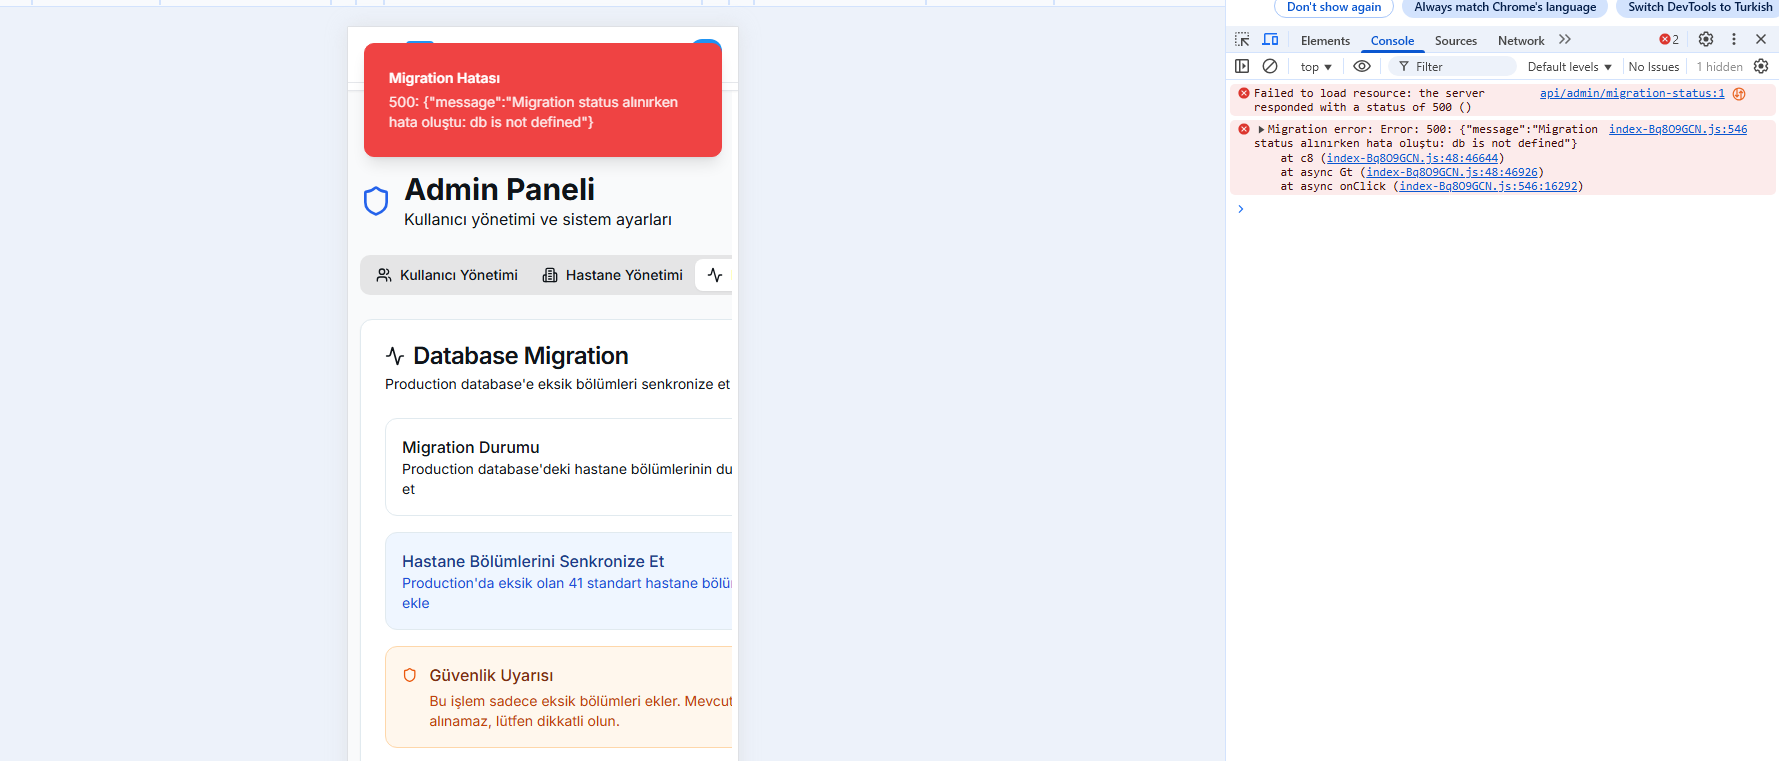 Don't show again
Always match Chrome's language
Switch DevTools to Turkish
Elements
Console
Sources
Network
2
top
Filter
Default levels
No Issues
1 hidden
Failed to load resource: the server
api/admin/migration-status:1
responded with a status of 500 ()
Migration error: Error: 500: {"message":"Migration
index-Bq8O9GCN.js:546
status alınırken hata oluştu: db is not defined"}
at c8 (index-Bq8O9GCN.js:48:46644)
at async Gt (index-Bq8O9GCN.js:48:46926)
at async onClick (index-Bq8O9GCN.js:546:16292)
Migration Hatası
500: {"message":"Migration status alınırken
hata oluştu: db is not defined"}
Admin Paneli
Kullanıcı yönetimi ve sistem ayarları
Kullanıcı Yönetimi
Hastane Yönetimi
Database Migration
Production database'e eksik bölümleri senkronize et
Migration Durumu
Production database'deki hastane bölümlerinin du
et
Hastane Bölümlerini Senkronize Et
Production'da eksik olan 41 standart hastane bölü
ekle
Güvenlik Uyarısı
Bu işlem sadece eksik bölümleri ekler. Mevcut
alınamaz, lütfen dikkatli olun.